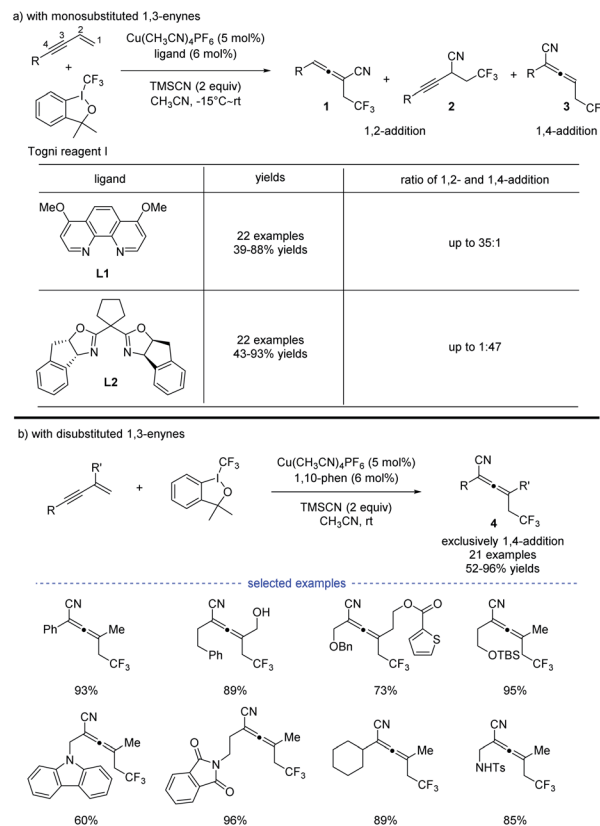 a) with monosubstituted 1,3-enynes
R 4 3 2 1
+
CF3
I
O
Togni reagent I
Cu(CH3CN)4PF6 (5 mol%)
ligand (6 mol%)
TMSCN (2 equiv)
CH3CN, -15°C~rt
R CN CF3
1
+
CN CF3 R
2
+
CN R CF
3
1,2-addition
1,4-addition
ligand yields ratio of 1,2- and 1,4-addition
MeO OMe
N N
L1
22 examples
39-88% yields
up to 35:1
O O
N N
L2
22 examples
43-93% yields
up to 1:47
b) with disubstituted 1,3-enynes
R'
R
+
CF3
I
O
Cu(CH3CN)4PF6 (5 mol%)
1,10-phen (6 mol%)
TMSCN (2 equiv)
CH3CN, rt
CN
R R'
CF3
4
exclusively 1,4-addition
21 examples
52-96% yields
selected examples
CN
Ph Me
CF3
93%
CN OH
Ph CF3
89%
CN O O
OBn S
CF3
73%
CN
Me
OTBS CF3
95%
CN
N Me
CF3
60%
CN
O Me
N
O CF3
96%
CN
Me
CF3
89%
CN
Me
NHTs CF3
85%